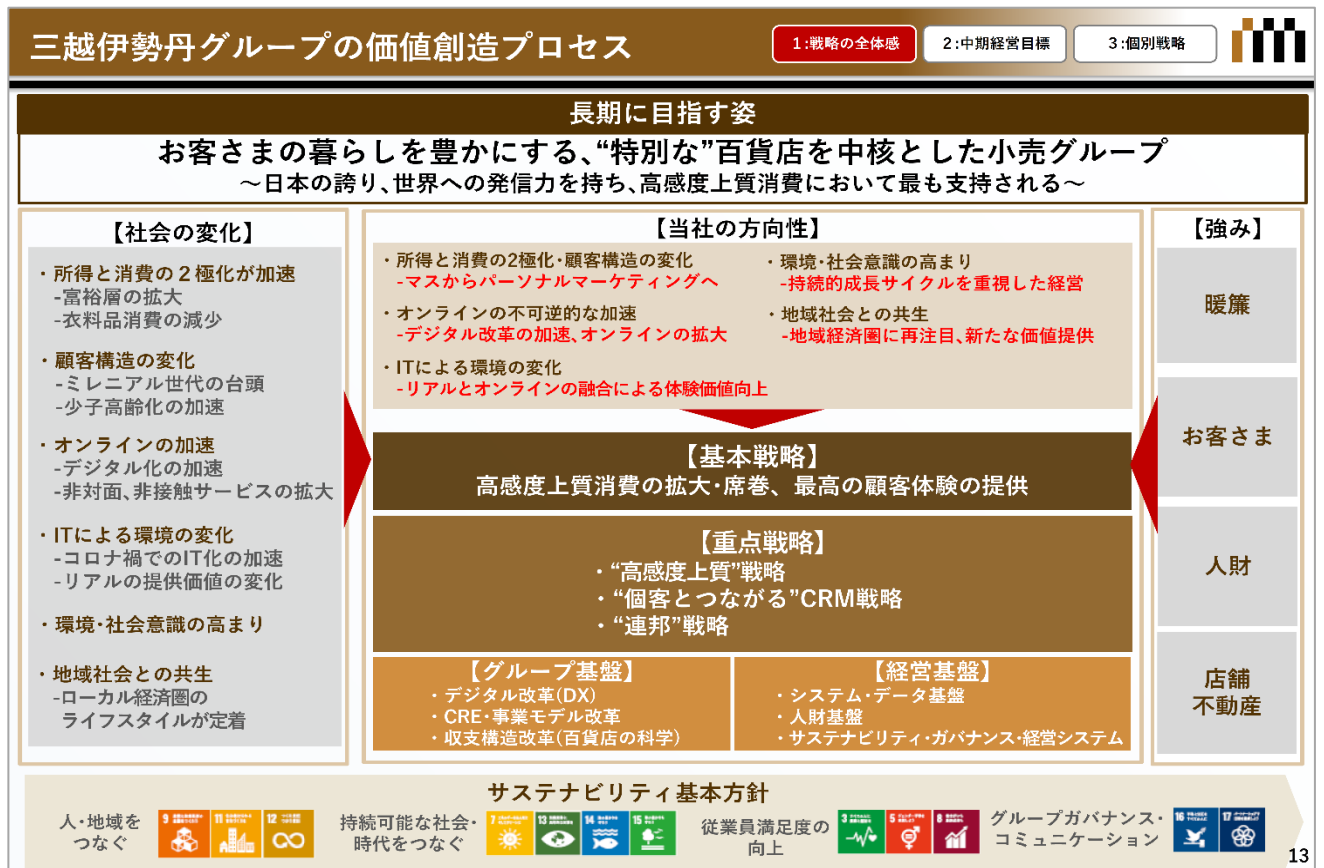 三越伊勢丹グループの価値創造プロセス
1:戦略の全体感
2:中期経営目標
3:個別戦略
長期に目指す姿
お客さまの暮らしを豊かにする、“特別な”百貨店を中核とした小売グループ
～日本の誇り、世界への発信力を持ち、高感度上質消費において最も支持される～
【社会の変化】
・所得と消費の２極化が加速
-富裕層の拡大
-衣料品消費の減少
・顧客構造の変化
-ミレニアル世代の台頭
-少子高齢化の加速
・オンラインの加速
-デジタル化の加速
-非対面、非接触サービスの拡大
・ITによる環境の変化
-コロナ禍でのIT化の加速
-リアルの提供価値の変化
・環境・社会意識の高まり
・地域社会との共生
-ローカル経済圏の
ライフスタイルが定着
【当社の方向性】
・所得と消費の2極化・顧客構造の変化
-マスからパーソナルマーケティングへ
・オンラインの不可逆的な加速
-デジタル改革の加速、オンラインの拡大
・ITによる環境の変化
-リアルとオンラインの融合による体験価値向上
・環境・社会意識の高まり
-持続的成長サイクルを重視した経営
・地域社会との共生
-地域経済圏に再注目、新たな価値提供
【基本戦略】
高感度上質消費の拡大・席巻、最高の顧客体験の提供
【重点戦略】
・“高感度上質”戦略
・“個客とつながる”CRM戦略
・“連邦”戦略
【グループ基盤】
・デジタル改革(DX)
・CRE・事業モデル改革
・収支構造改革(百貨店の科学)
【経営基盤】
・システム・データ基盤
・人財基盤
・サステナビリティ・ガバナンス・経営システム
【強み】
暖簾
お客さま
人財
店舗
不動産
サステナビリティ基本方針
人・地域を
つなぐ
9
11
12
持続可能な社会・
時代をつなぐ
7
13
14
15
従業員満足度の
向上
3
5
8
グループガバナンス・
コミュニケーション
16
17
13